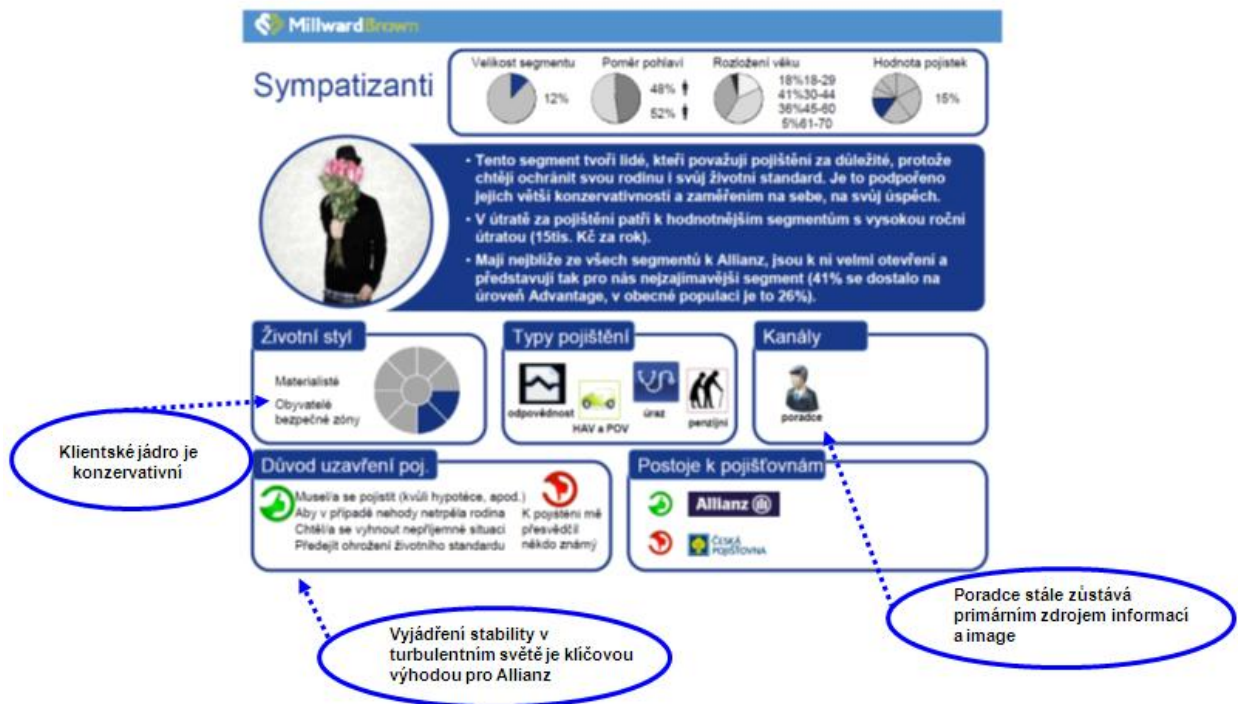 MillwardBrown
Sympatizanti
Velikost segmentu
12%
Poměr pohlaví
48%
52%
Rozložení věku
18%18-29
41%30-44
36%45-60
5%61-70
Hodnota pojistek
15%
• Tento segment tvoří lidé, kteří považují pojištění za důležité, protože
chtějí ochránit svou rodinu i svůj životní standard. Je to podpořeno
jejich větší konzervativností a zaměřením na sebe, na svůj úspěch.
• V útratě za pojištění patří k hodnotnějším segmentům s vysokou roční
útratou (15tis. Kč za rok).
• Mají nejblíže ze všech segmentů k Allianz, jsou k ní velmi otevření a
představují tak pro nás nejzajímavější segment (41% se dostalo na
úroveň Advantage, v obecné populaci je to 26%).
Životní styl
Materialisté
Obyvatelé
bezpečné zóny
Typy pojištění
odpovědnost
HAV a POV
úraz
penzijní
Kanály
poradce
Klientské jádro je
konzervativní
Důvod uzavření poj.
Musel/a se pojistit (kvůli hypotéce, apod.)
Aby v případě nehody netrpěla rodina
Chtěl/a se vyhnout nepříjemné situaci
Předejít ohrožení životního standardu
K pojištění mě
přesvědčil
někdo známý
Postoje k pojišťovnám
Allianz
ČESKÁ
POJIŠŤOVNA
Vyjádření stability v
turbulentním světě je klíčovou
výhodou pro Allianz
Poradce stále zůstává
primárním zdrojem informací
a image